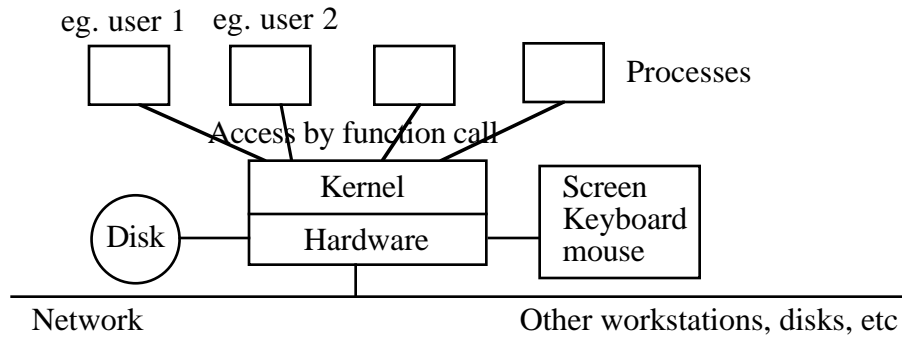 eg. user 1 eg. user 2
Processes
Access by function call
Kernel
Screen
Keyboard
mouse
Disk
Hardware
Network
Other workstations, disks, etc